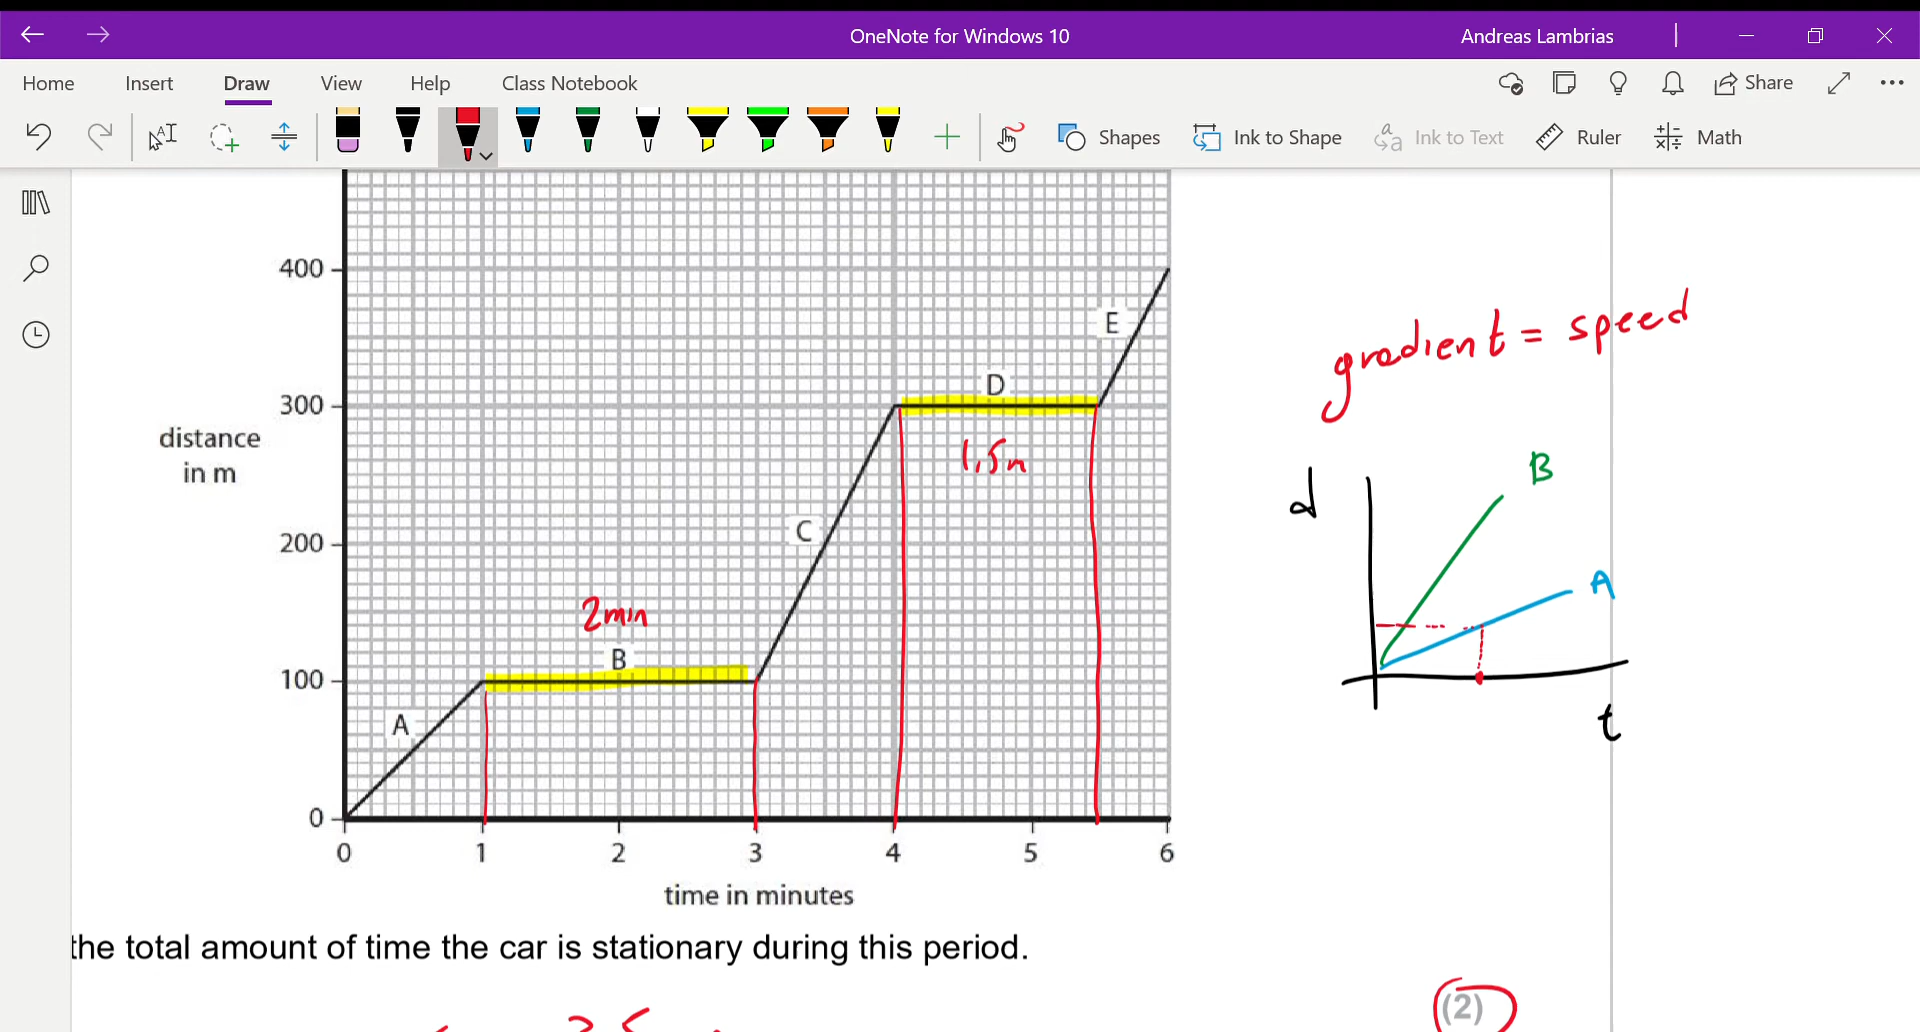 OneNote for Windows 10
Andreas Lambrias
Home Insert Draw View Help Class Notebook Share
Shapes Ink to Shape Ink to Text Ruler Math
400
300
200
100
0
distance
in m
A
B
C
D
E
2min
1,5m
0 1 2 3 4 5 6
time in minutes
gradient = speed
d
B
A
t
the total amount of time the car is stationary during this period.
(2)